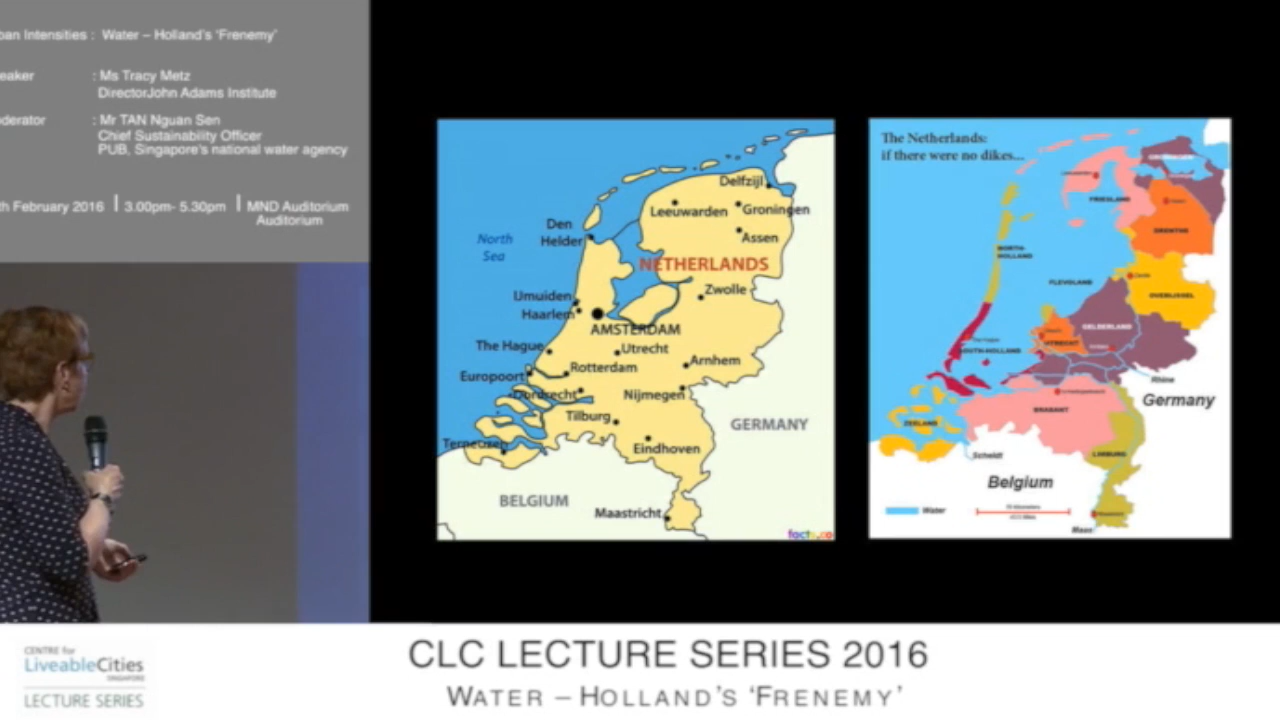 ban Intensities : Water – Holland's 'Frenemy'
eaker : Ms Tracy Metz
DirectorJohn Adams Institute
oderator : Mr TAN Nguan Sen
Chief Sustainability Officer
PUB, Singapore's national water agency
th February 2016 | 3.00pm- 5.30pm | MND Auditorium
Auditorium
North
Sea
Delfzijl
Leeuwarden
Groningen
Den
Helder
Assen
NETHERLANDS
Zwolle
IJmuiden
Haarlem
AMSTERDAM
The Hague
Utrecht
Arnhem
Europoort
Rotterdam
Dordrecht
Nijmegen
Tilburg
GERMANY
Terneuzen
Eindhoven
BELGIUM
Maastricht
facts.co
The Netherlands:
if there were no dikes...
GRONINGEN
FRIESLAND
DRENTHE
NORTH-
HOLLAND
FLEVOLAND
OVERIJSSEL
GELDERLAND
UTRECHT
SOUTH-HOLLAND
Rhine
Germany
BRABANT
ZEELAND
LIMBURG
Scheldt
Belgium
Water
Maas
CENTRE for
LiveableCities
SINGAPORE
LECTURE SERIES
CLC LECTURE SERIES 2016
WATER – HOLLAND'S 'FRENEMY'